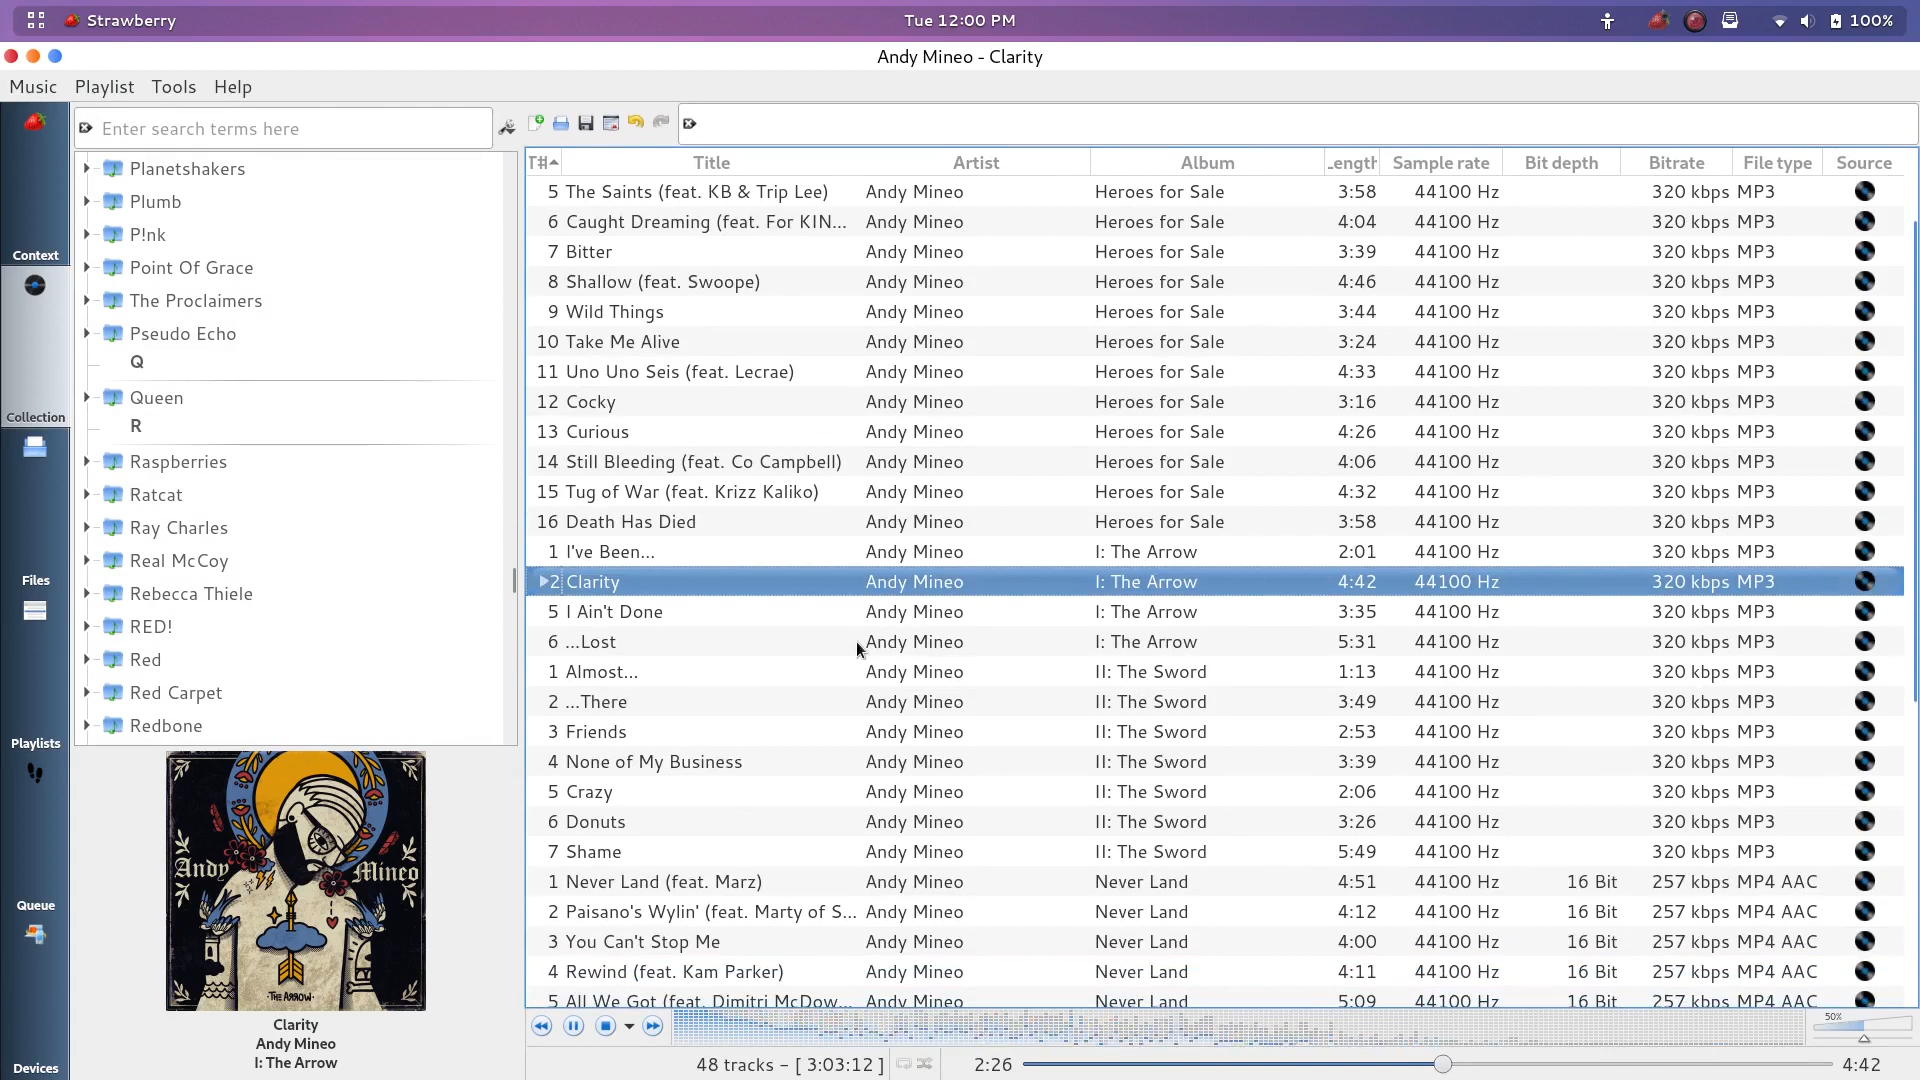 Strawberry
Tue 12:00 PM
100%
Andy Mineo - Clarity
Music Playlist Tools Help
Enter search terms here
Context
Collection
Files
Playlists
Queue
Devices
Planetshakers
Plumb
P!nk
Point Of Grace
The Proclaimers
Pseudo Echo
Q
Queen
R
Raspberries
Ratcat
Ray Charles
Real McCoy
Rebecca Thiele
RED!
Red
Red Carpet
Redbone
Andy Mineo
·THE ARROW·
Clarity
Andy Mineo
I: The Arrow
T# Title Artist Album Length Sample rate Bit depth Bitrate File type Source
5 The Saints (feat. KB & Trip Lee) Andy Mineo Heroes for Sale 3:58 44100 Hz 320 kbps MP3
6 Caught Dreaming (feat. For KIN... Andy Mineo Heroes for Sale 4:04 44100 Hz 320 kbps MP3
7 Bitter Andy Mineo Heroes for Sale 3:39 44100 Hz 320 kbps MP3
8 Shallow (feat. Swoope) Andy Mineo Heroes for Sale 4:46 44100 Hz 320 kbps MP3
9 Wild Things Andy Mineo Heroes for Sale 3:44 44100 Hz 320 kbps MP3
10 Take Me Alive Andy Mineo Heroes for Sale 3:24 44100 Hz 320 kbps MP3
11 Uno Uno Seis (feat. Lecrae) Andy Mineo Heroes for Sale 4:33 44100 Hz 320 kbps MP3
12 Cocky Andy Mineo Heroes for Sale 3:16 44100 Hz 320 kbps MP3
13 Curious Andy Mineo Heroes for Sale 4:26 44100 Hz 320 kbps MP3
14 Still Bleeding (feat. Co Campbell) Andy Mineo Heroes for Sale 4:06 44100 Hz 320 kbps MP3
15 Tug of War (feat. Krizz Kaliko) Andy Mineo Heroes for Sale 4:32 44100 Hz 320 kbps MP3
16 Death Has Died Andy Mineo Heroes for Sale 3:58 44100 Hz 320 kbps MP3
1 I've Been... Andy Mineo I: The Arrow 2:01 44100 Hz 320 kbps MP3
2 Clarity Andy Mineo I: The Arrow 4:42 44100 Hz 320 kbps MP3
5 I Ain't Done Andy Mineo I: The Arrow 3:35 44100 Hz 320 kbps MP3
6 ...Lost Andy Mineo I: The Arrow 5:31 44100 Hz 320 kbps MP3
1 Almost... Andy Mineo II: The Sword 1:13 44100 Hz 320 kbps MP3
2 ...There Andy Mineo II: The Sword 3:49 44100 Hz 320 kbps MP3
3 Friends Andy Mineo II: The Sword 2:53 44100 Hz 320 kbps MP3
4 None of My Business Andy Mineo II: The Sword 3:39 44100 Hz 320 kbps MP3
5 Crazy Andy Mineo II: The Sword 2:06 44100 Hz 320 kbps MP3
6 Donuts Andy Mineo II: The Sword 3:26 44100 Hz 320 kbps MP3
7 Shame Andy Mineo II: The Sword 5:49 44100 Hz 320 kbps MP3
1 Never Land (feat. Marz) Andy Mineo Never Land 4:51 44100 Hz 16 Bit 257 kbps MP4 AAC
2 Paisano's Wylin' (feat. Marty of S... Andy Mineo Never Land 4:12 44100 Hz 16 Bit 257 kbps MP4 AAC
3 You Can't Stop Me Andy Mineo Never Land 4:00 44100 Hz 16 Bit 257 kbps MP4 AAC
4 Rewind (feat. Kam Parker) Andy Mineo Never Land 4:11 44100 Hz 16 Bit 257 kbps MP4 AAC
5 All We Got (feat. Dimitri McDow... Andy Mineo Never Land 5:09 44100 Hz 16 Bit 257 kbps MP4 AAC
50%
48 tracks - [ 3:03:12 ] 2:26 4:42